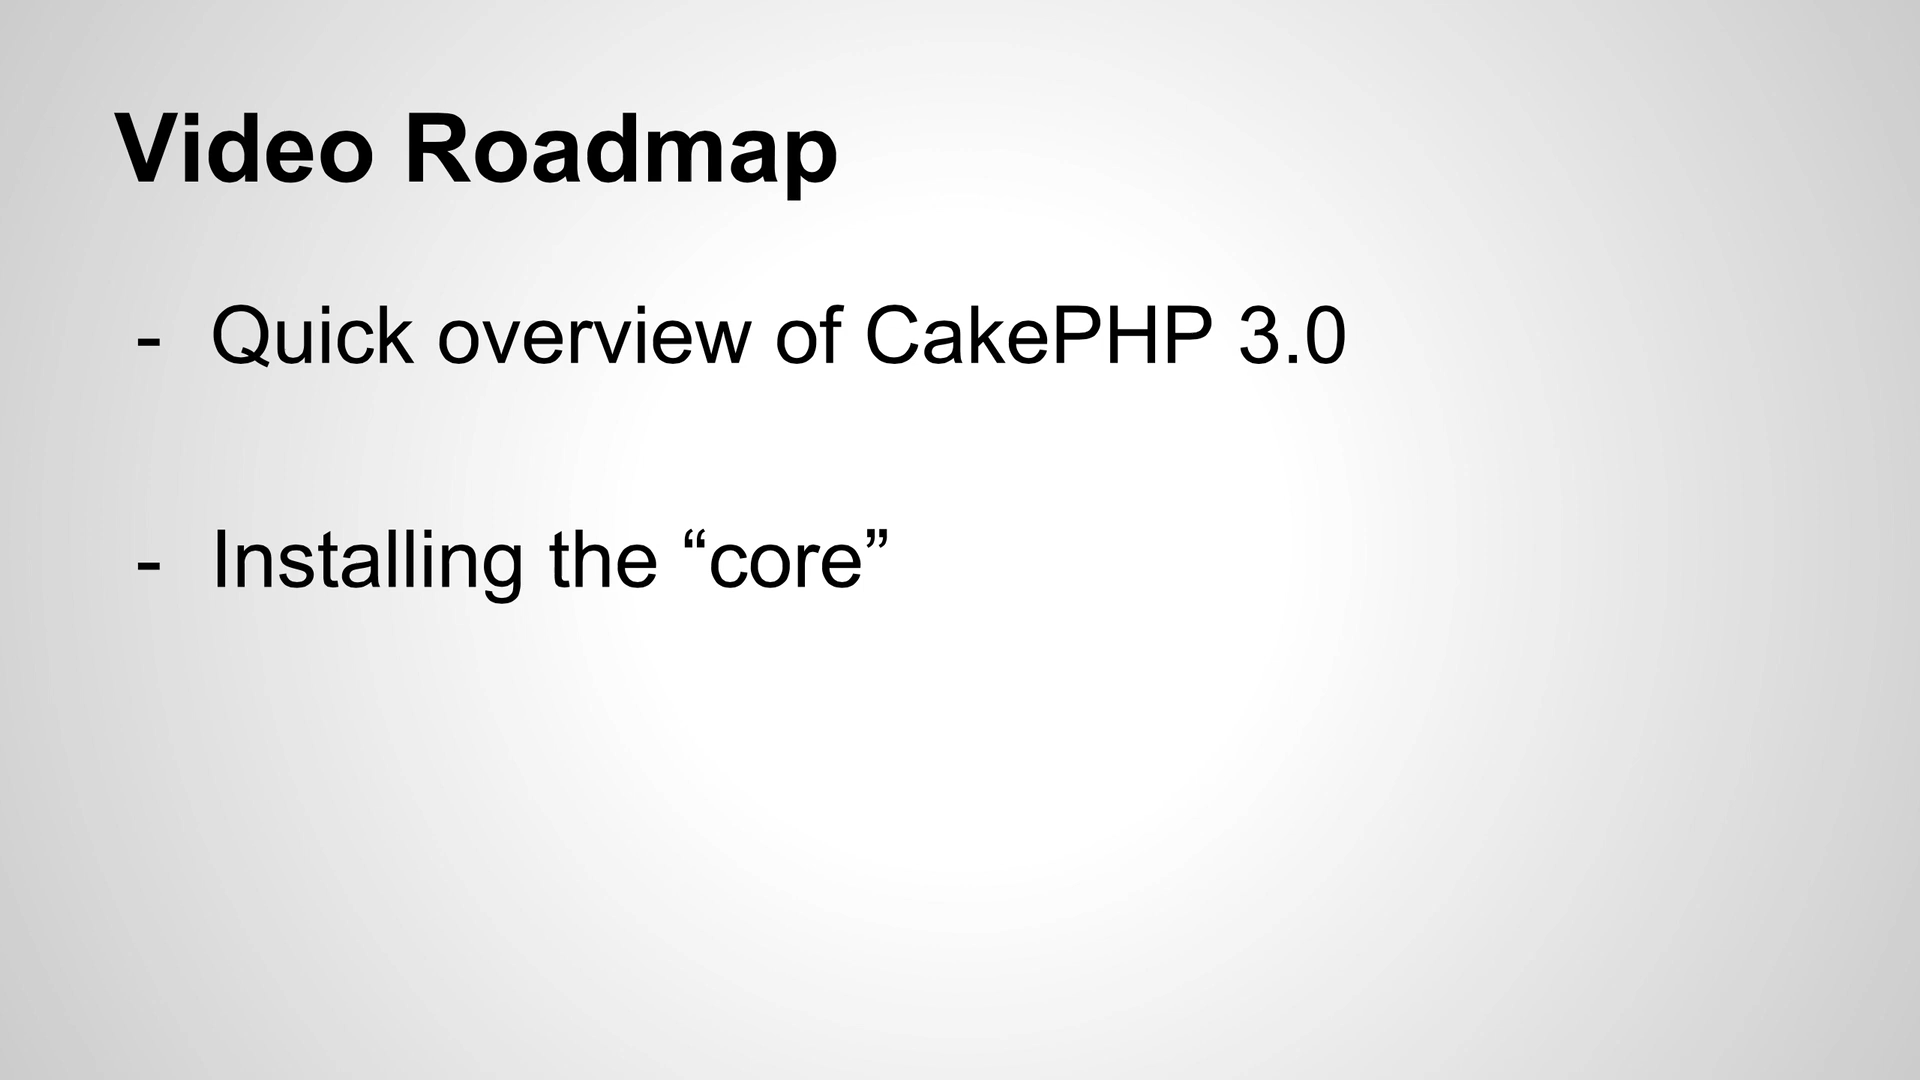 Video Roadmap
- Quick overview of CakePHP 3.0
- Installing the “core”